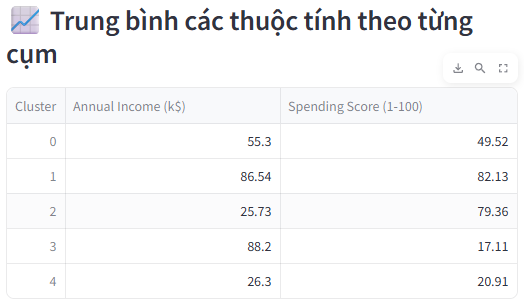 📈 Trung bình các thuộc tính theo từng
cụm
Cluster Annual Income (k$) Spending Score (1-100)
0 55.3 49.52
1 86.54 82.13
2 25.73 79.36
3 88.2 17.11
4 26.3 20.91